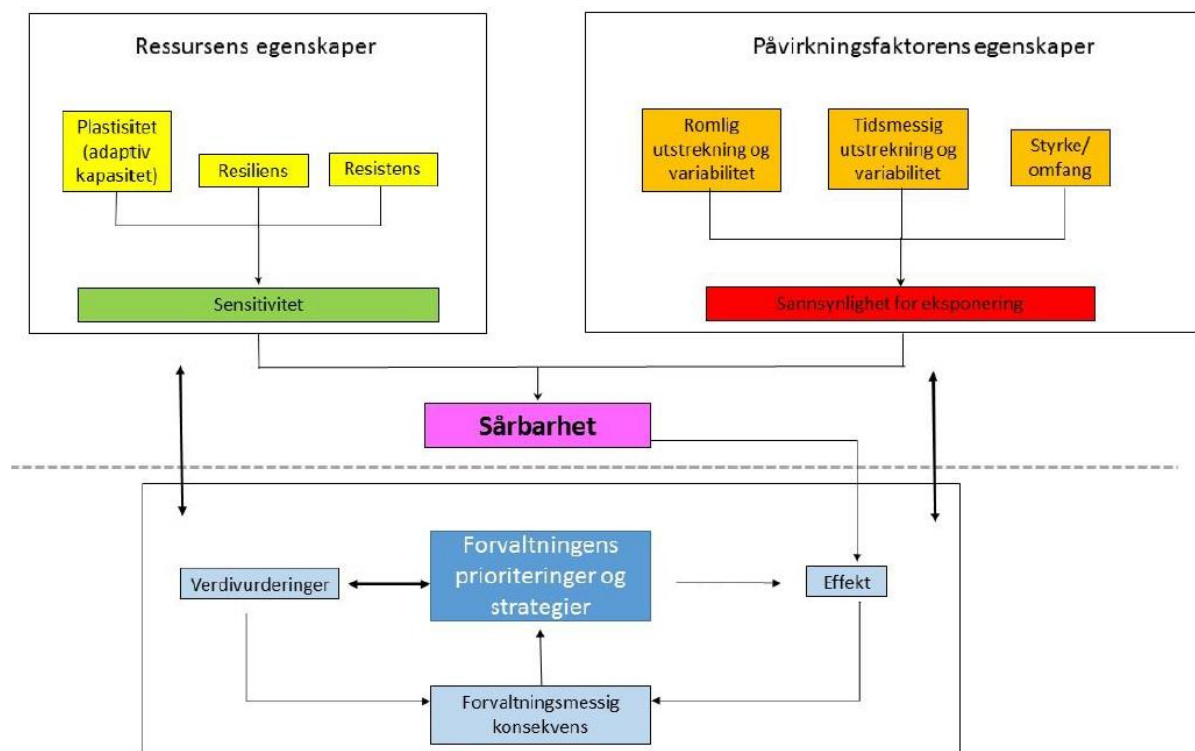 Ressursens egenskaper
Påvirkningsfaktorens egenskaper
Plastisitet
(adaptiv
kapasitet)
Resiliens
Resistens
Romlig
utstrekning og
variabilitet
Tidsmessig
utstrekning og
variabilitet
Styrke/
omfang
Sensitivitet
Sannsynlighet for eksponering
Sårbarhet
Verdivurderinger
Forvaltningens
prioriteringer og
strategier
Effekt
Forvaltningsmessig
konsekvens